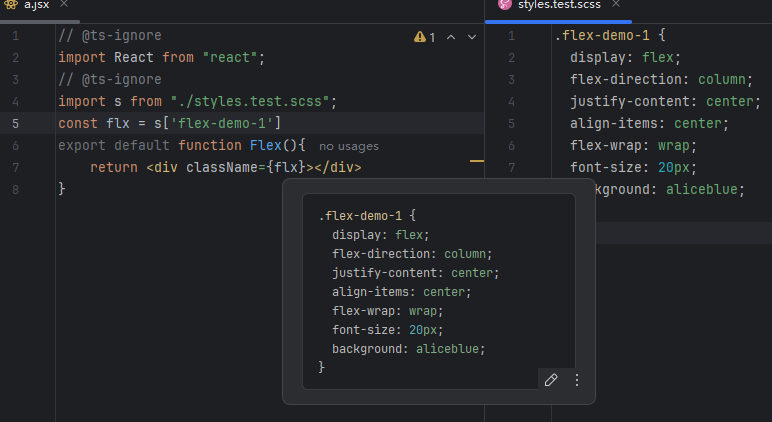 a.jsx
1 // @ts-ignore
2 import React from "react";
3 // @ts-ignore
4 import s from "./styles.test.scss";
5 const flx = s['flex-demo-1']
6 export default function Flex(){ no usages
7 return <div className={flx}></div>
8 }
1
styles.test.scss
1 .flex-demo-1 {
2 display: flex;
3 flex-direction: column;
4 justify-content: center;
5 align-items: center;
6 flex-wrap: wrap;
7 font-size: 20px;
kground: aliceblue;
.flex-demo-1 {
display: flex;
flex-direction: column;
justify-content: center;
align-items: center;
flex-wrap: wrap;
font-size: 20px;
background: aliceblue;
}